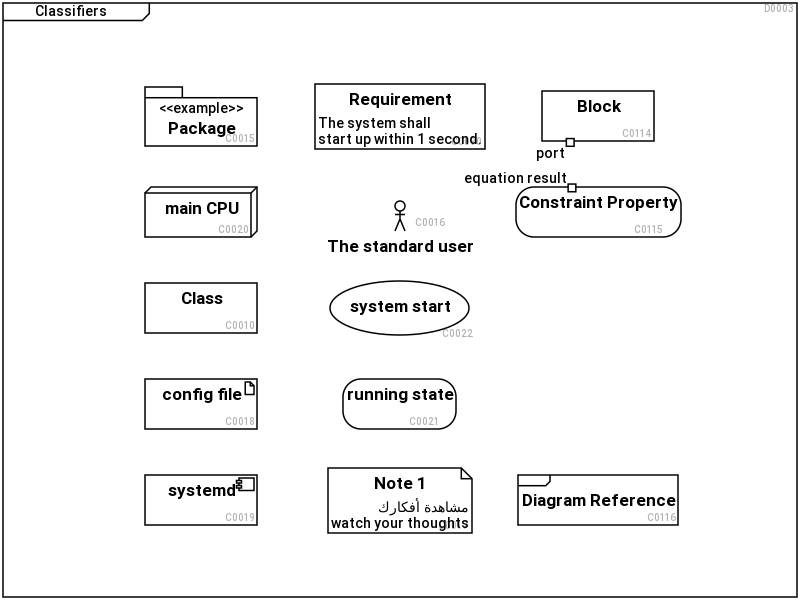 Classifiers
D0003
<<example>>
Package
C0015
Requirement
The system shall
start up within 1 second.
Block
C0114
port
equation result
main CPU
C0020
C0016
The standard user
Constraint Property
C0115
Class
C0010
system start
C0022
config file
C0018
running state
C0021
systemd
C0019
Note 1
مشاهدة أفكارك
watch your thoughts
Diagram Reference
C0116